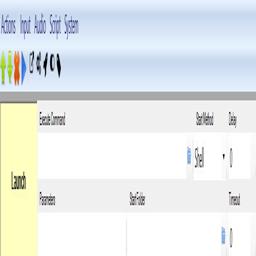 Actions Input Audio Script System
Execute Command Start Method Delay
Shell 0
Launch
Parameters Start Folder Timeout
0